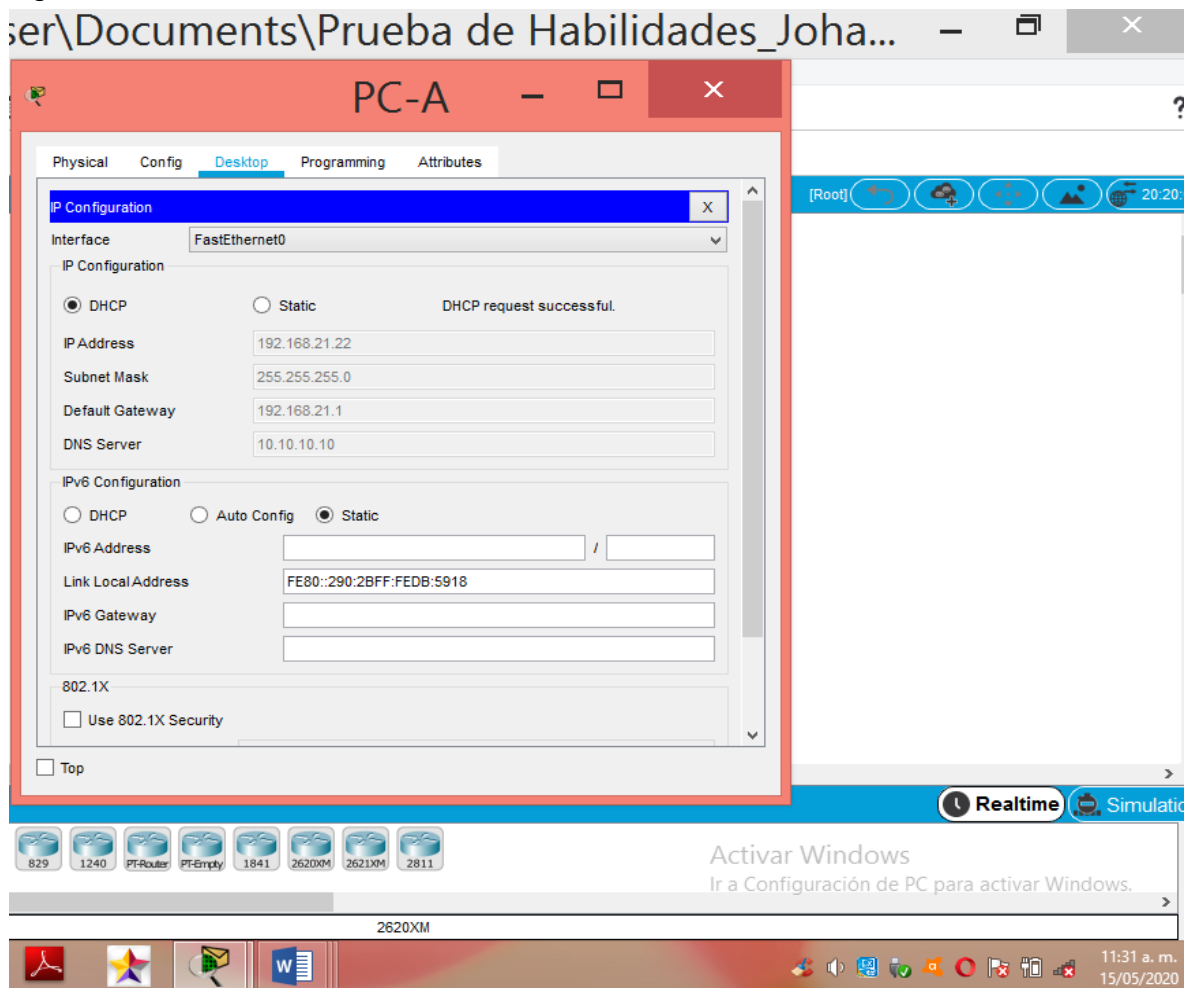 ser\Documents\Prueba de Habilidades_Joha...
PC-A
?
Physical Config Desktop Programming Attributes
[Root] 20:20:
IP Configuration X
Interface FastEthernet0
IP Configuration
DHCP Static DHCP request successful.
IP Address 192.168.21.22
Subnet Mask 255.255.255.0
Default Gateway 192.168.21.1
DNS Server 10.10.10.10
IPv6 Configuration
DHCP Auto Config Static
IPv6 Address /
Link Local Address FE80::290:2BFF:FEDB:5918
IPv6 Gateway
IPv6 DNS Server
802.1X
Use 802.1X Security
Top
Realtime Simulatio
829 1240 PT-Router PT-Empty 1841 2620XM 2621XM 2811
Activar Windows
Ir a Configuración de PC para activar Windows.
2620XM
W
11:31 a. m.
15/05/2020